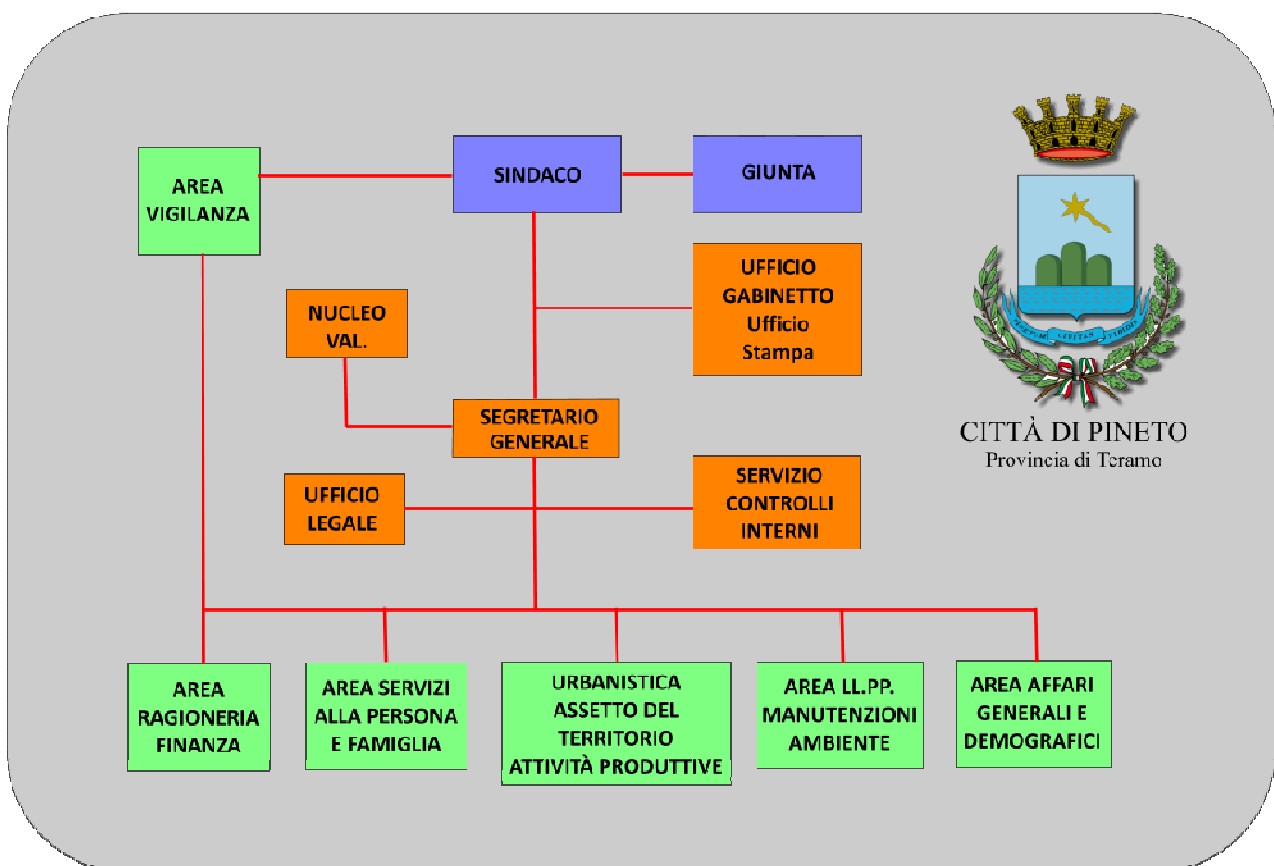 AREA
VIGILANZA
SINDACO
GIUNTA
UFFICIO
GABINETTO
Ufficio
Stampa
NUCLEO
VAL.
SEGRETARIO
GENERALE
UFFICIO
LEGALE
SERVIZIO
CONTROLLI
INTERNI
CITTÀ DI PINETO
Provincia di Teramo
AREA
RAGIONERIA
FINANZA
AREA SERVIZI
ALLA PERSONA
E FAMIGLIA
URBANISTICA
ASSETTO DEL
TERRITORIO
ATTIVITÀ PRODUTTIVE
AREA LL.PP.
MANUTENZIONI
AMBIENTE
AREA AFFARI
GENERALI E
DEMOGRAFICI